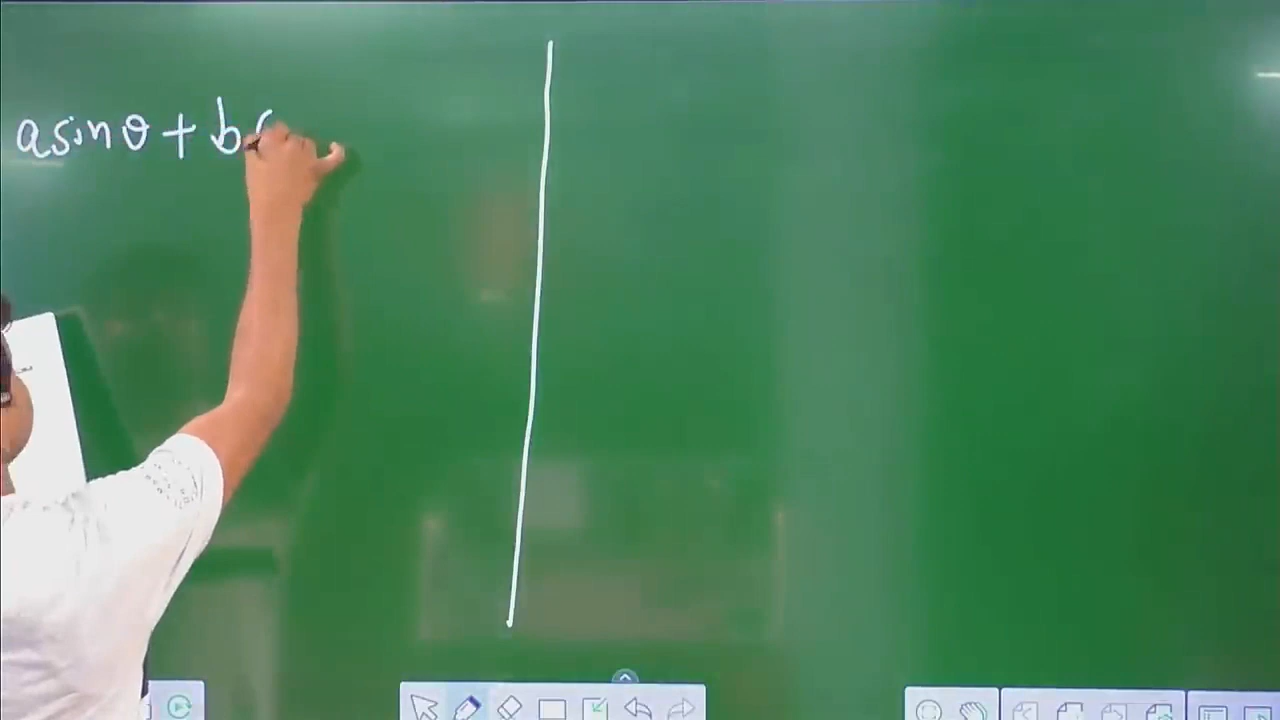 asinθ + b